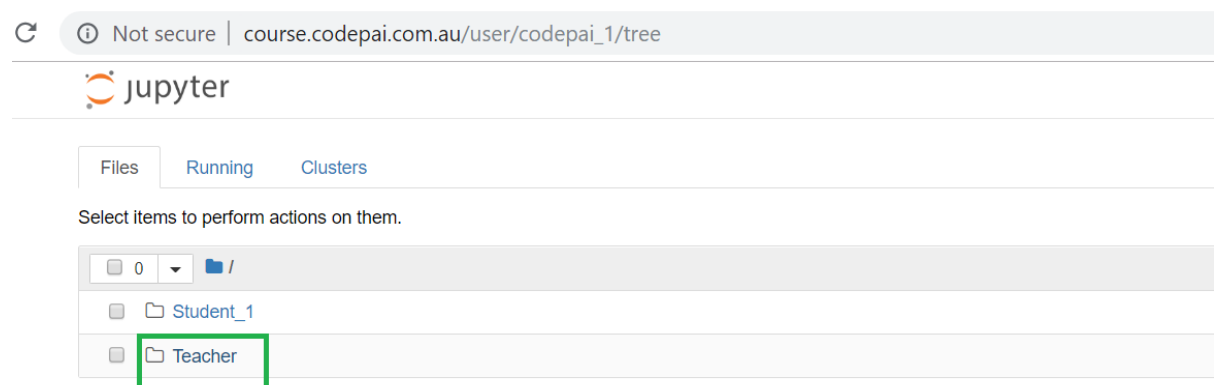 Not secure | course.codepai.com.au/user/codepai_1/tree
jupyter
Files Running Clusters
Select items to perform actions on them.
0 /
Student_1
Teacher